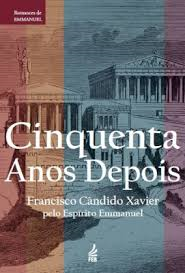 Romances de
EMMANUEL
Cinquenta
Anos Depois
Francisco Cândido Xavier
pelo Espírito Emmanuel
FEB